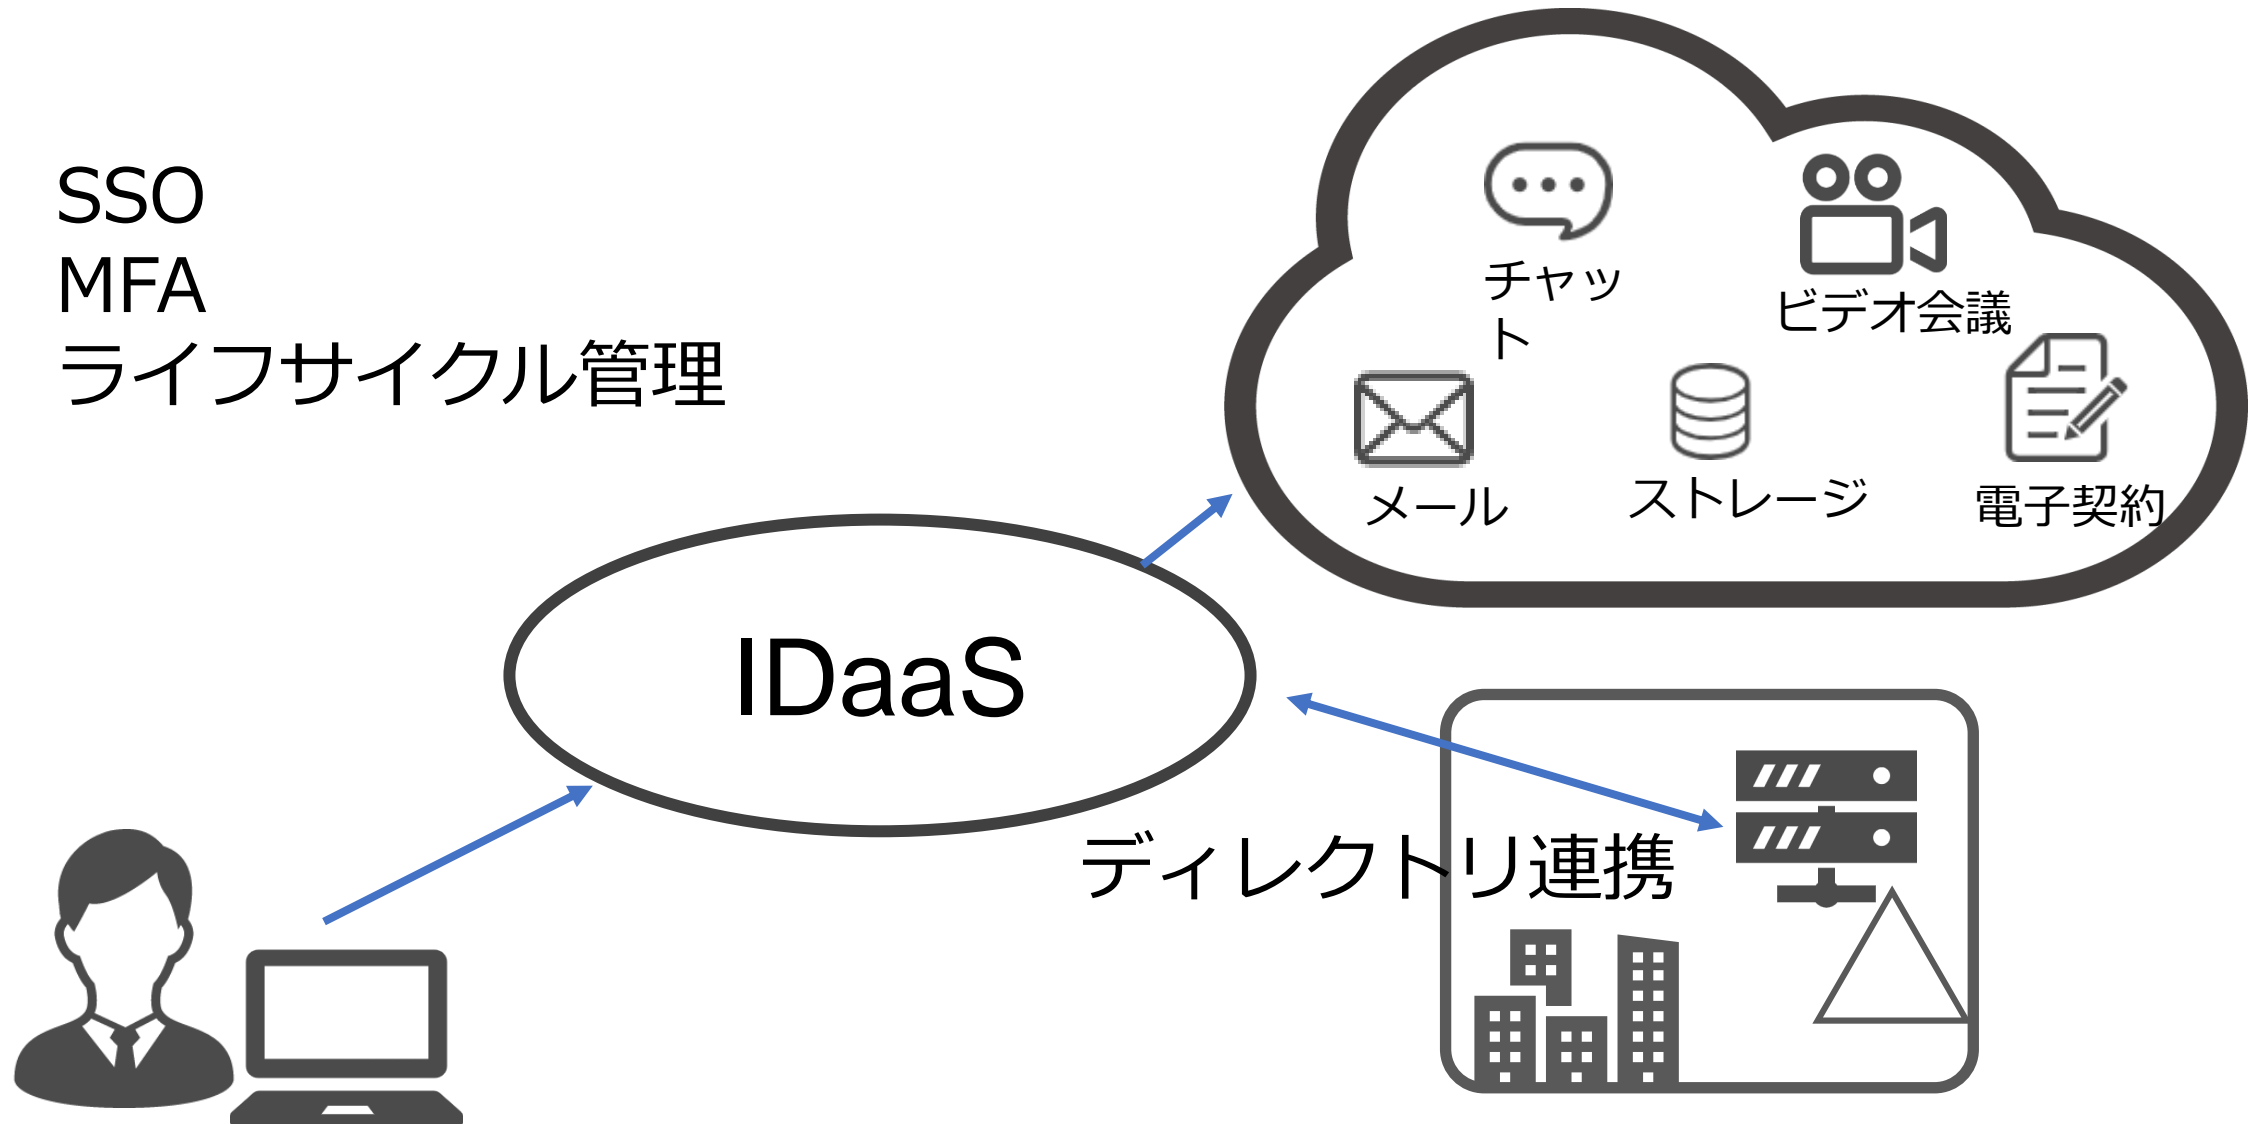 SSO
MFA
ライフサイクル管理
チャッ
ト
ビデオ会議
メール
ストレージ
電子契約
IDaaS
ディレクトリ連携